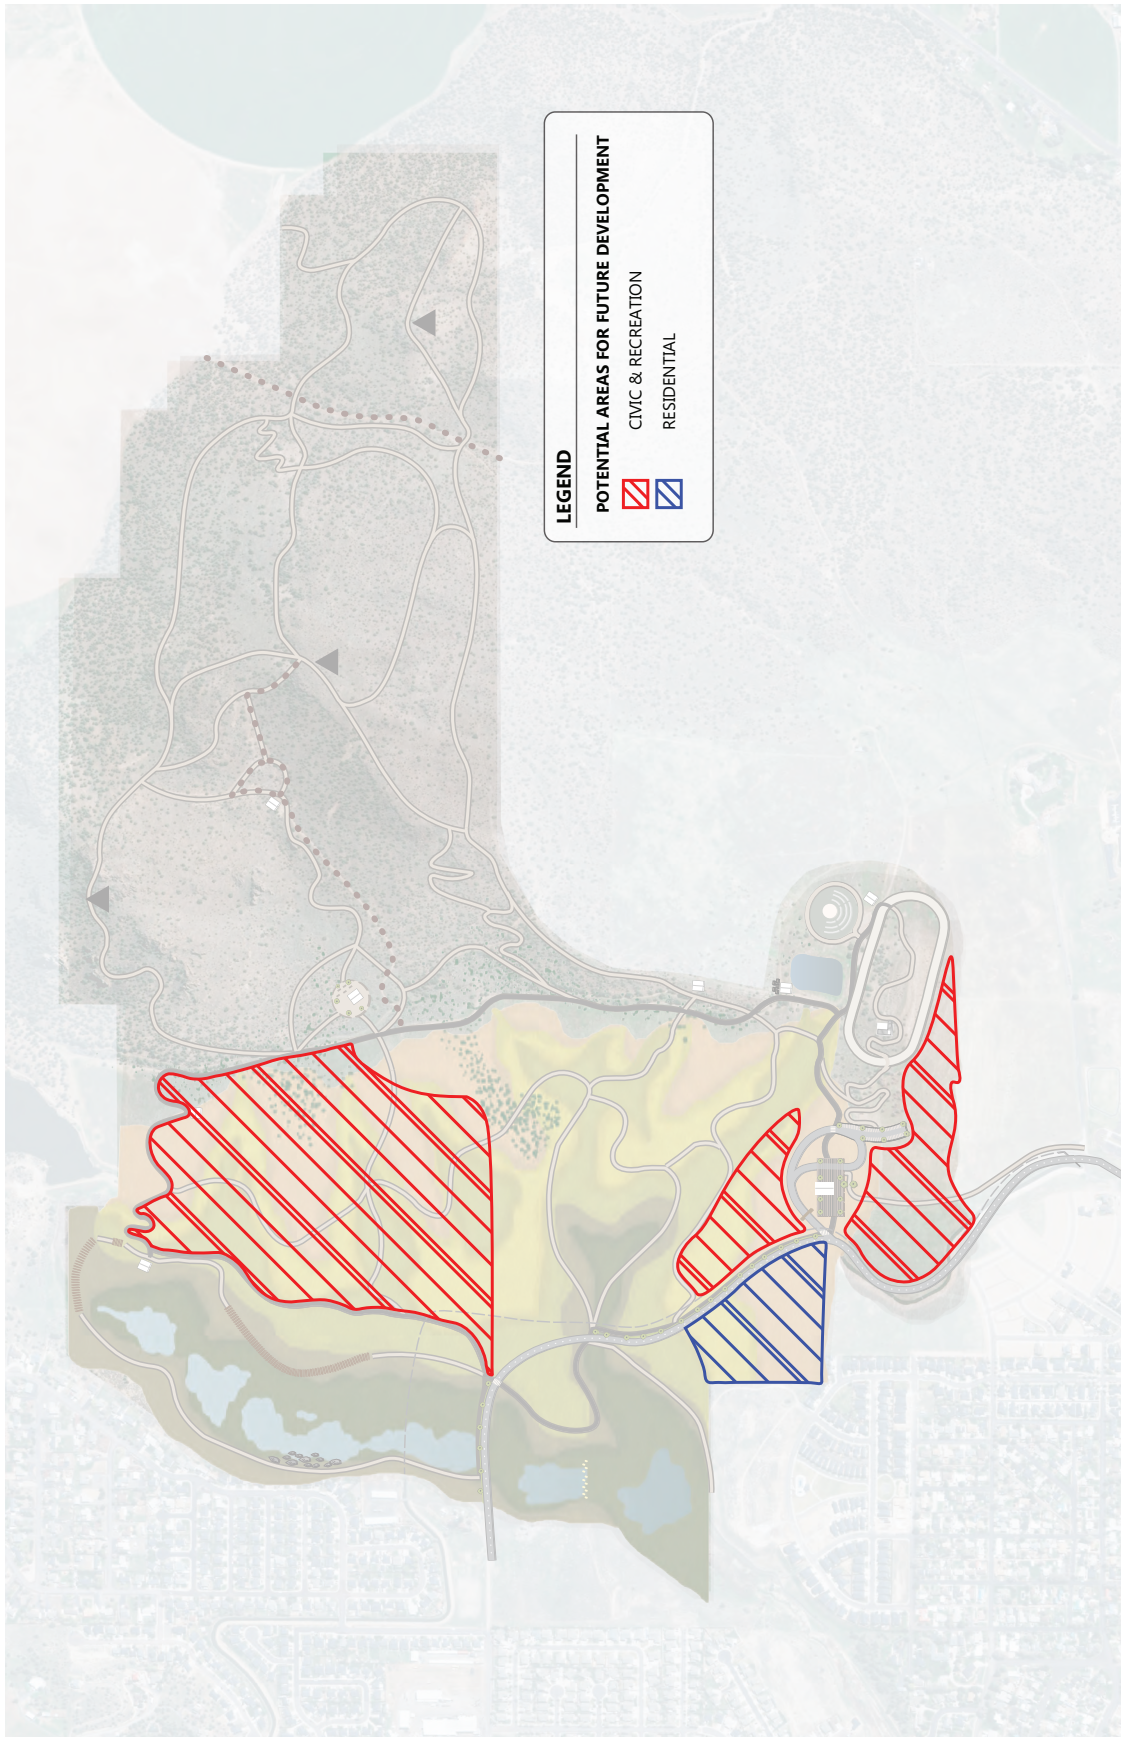 LEGEND
POTENTIAL AREAS FOR FUTURE DEVELOPMENT
CIVIC & RECREATION
RESIDENTIAL